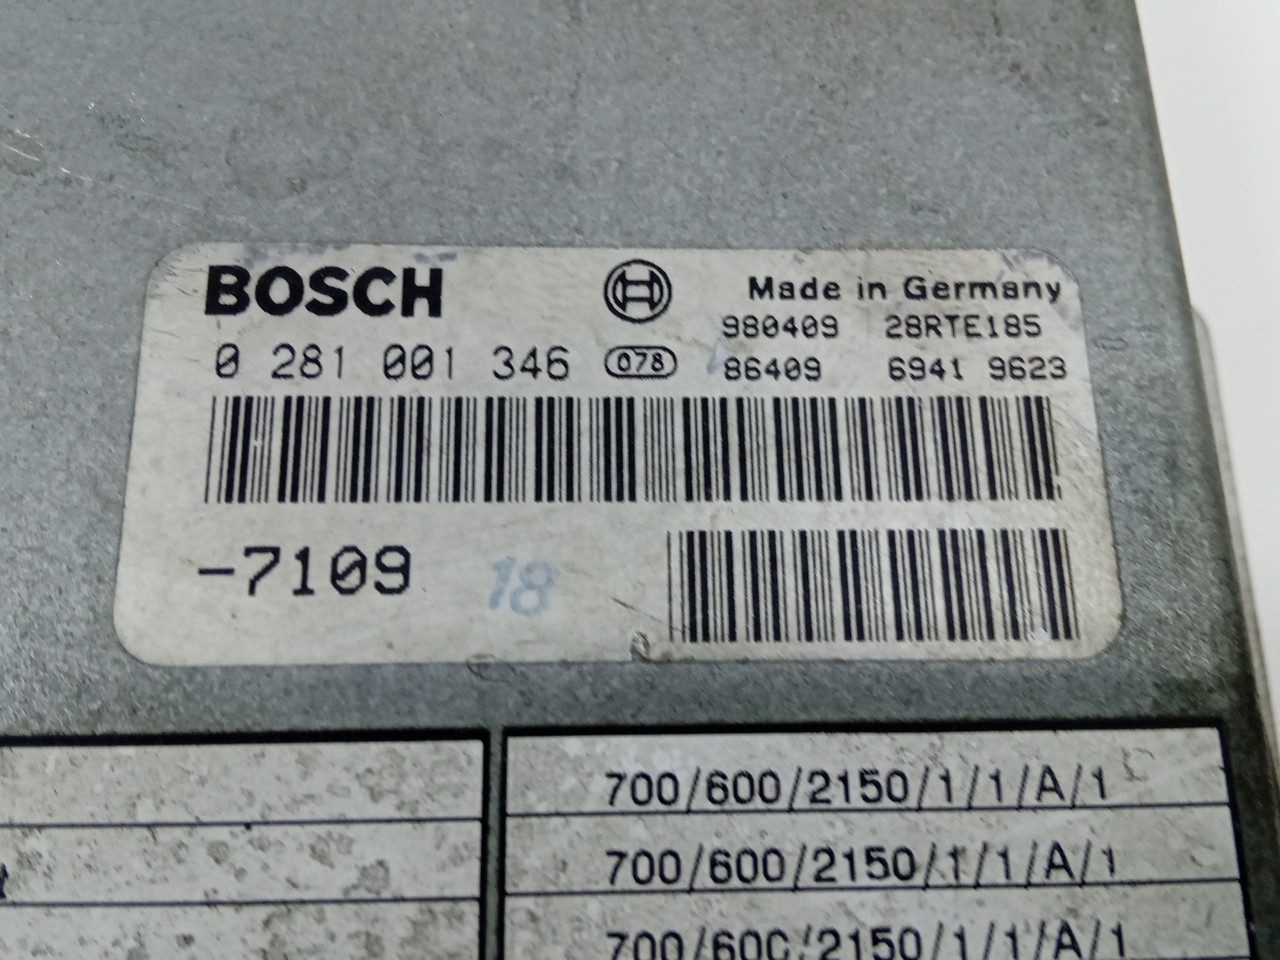 BOSCH
Made in Germany
980409 28RTE185
0 281 001 346 078 86409 6941 9623
-7109 18
700/600/2150/1/1/A/1
700/600/2150/1/1/A/1
700/600/2150/1/1/A/1